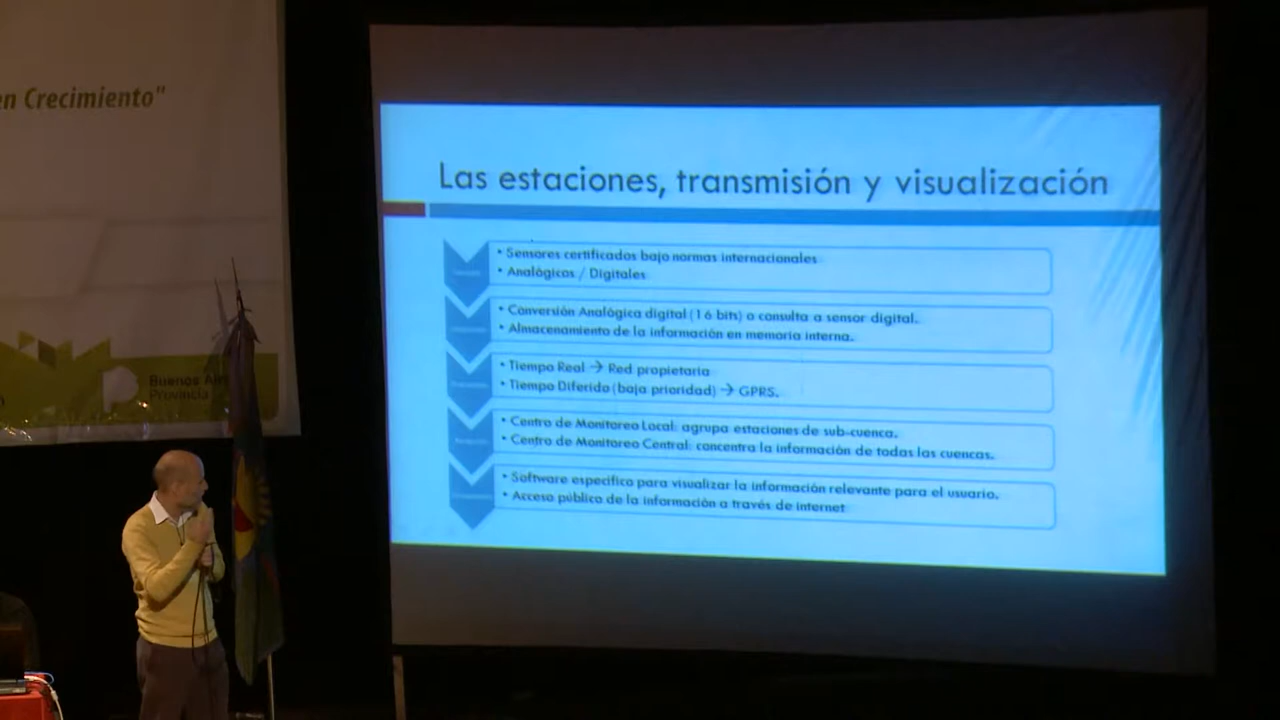 en Crecimiento"
Buenos Aires
Provincia
Las estaciones, transmisión y visualización
• Sensores certificados bajo normas internacionales
• Analógicos / Digitales
• Conversión Analógica digital (16 bits) o consulta a sensor digital.
• Almacenamiento de la información en memoria interna.
• Tiempo Real → Red propietaria
• Tiempo Diferido (baja prioridad) → GPRS.
• Centro de Monitoreo Local: agrupa estaciones de sub-cuenca.
• Centro de Monitoreo Central: concentra la información de todas las cuencas.
• Software especifico para visualizar la información relevante para el usuario.
• Acceso público de la información a través de internet